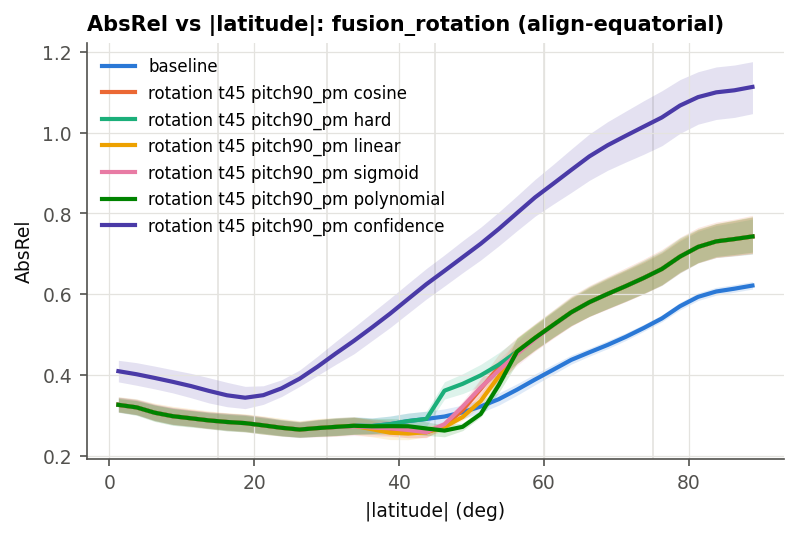 AbsRel vs |latitude|: fusion_rotation (align-equatorial)
1.2
1.0
0.8
0.6
0.4
0.2
AbsRel
baseline
rotation t45 pitch90_pm cosine
rotation t45 pitch90_pm hard
rotation t45 pitch90_pm linear
rotation t45 pitch90_pm sigmoid
rotation t45 pitch90_pm polynomial
rotation t45 pitch90_pm confidence
0 20 40 60 80
|latitude| (deg)